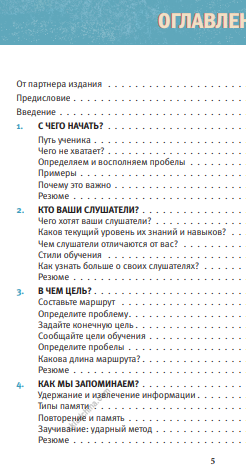 ОГЛАВЛЕН
От партнера издания . . . . . . . . . . . . . . . . . .
Предисловие . . . . . . . . . . . . . . . . . . . . . . . .
Введение . . . . . . . . . . . . . . . . . . . . . . . . . .
1. С ЧЕГО НАЧАТЬ? . . . . . . . . . . . . . . . . . . . .
Путь ученика . . . . . . . . . . . . . . . . . . . . . .
Чего не хватает? . . . . . . . . . . . . . . . . . . . .
Определяем и восполняем пробелы . . . . . . . .
Примеры . . . . . . . . . . . . . . . . . . . . . . . .
Почему это важно . . . . . . . . . . . . . . . . . . .
Резюме . . . . . . . . . . . . . . . . . . . . . . . . .
2. КТО ВАШИ СЛУШАТЕЛИ? . . . . . . . . . . . . . . .
Чего хотят ваши слушатели? . . . . . . . . . . . . .
Каков текущий уровень их знаний и навыков? . . .
Чем слушатели отличаются от вас? . . . . . . . . .
Стили обучения . . . . . . . . . . . . . . . . . . . .
Как узнать больше о своих слушателях? . . . . . .
Резюме . . . . . . . . . . . . . . . . . . . . . . . . .
3. В ЧЕМ ЦЕЛЬ? . . . . . . . . . . . . . . . . . . . . . .
Составьте маршрут . . . . . . . . . . . . . . . . . .
Определите проблему. . . . . . . . . . . . . . . . .
Задайте конечную цель . . . . . . . . . . . . . . . .
Сообщайте цели обучения . . . . . . . . . . . . . .
Определите пробелы . . . . . . . . . . . . . . . . .
Какова длина маршрута? . . . . . . . . . . . . . . .
Резюме . . . . . . . . . . . . . . . . . . . . . . . . .
4. КАК МЫ ЗАПОМИНАЕМ? . . . . . . . . . . . . . . .
Удержание и извлечение информации . . . . . . .
Типы памяти . . . . . . . . . . . . . . . . . . . . . .
Повторение и память . . . . . . . . . . . . . . . . .
Заучивание: ударный метод . . . . . . . . . . . . .
Резюме . . . . . . . . . . . . . . . . . . . . . . . . .
5